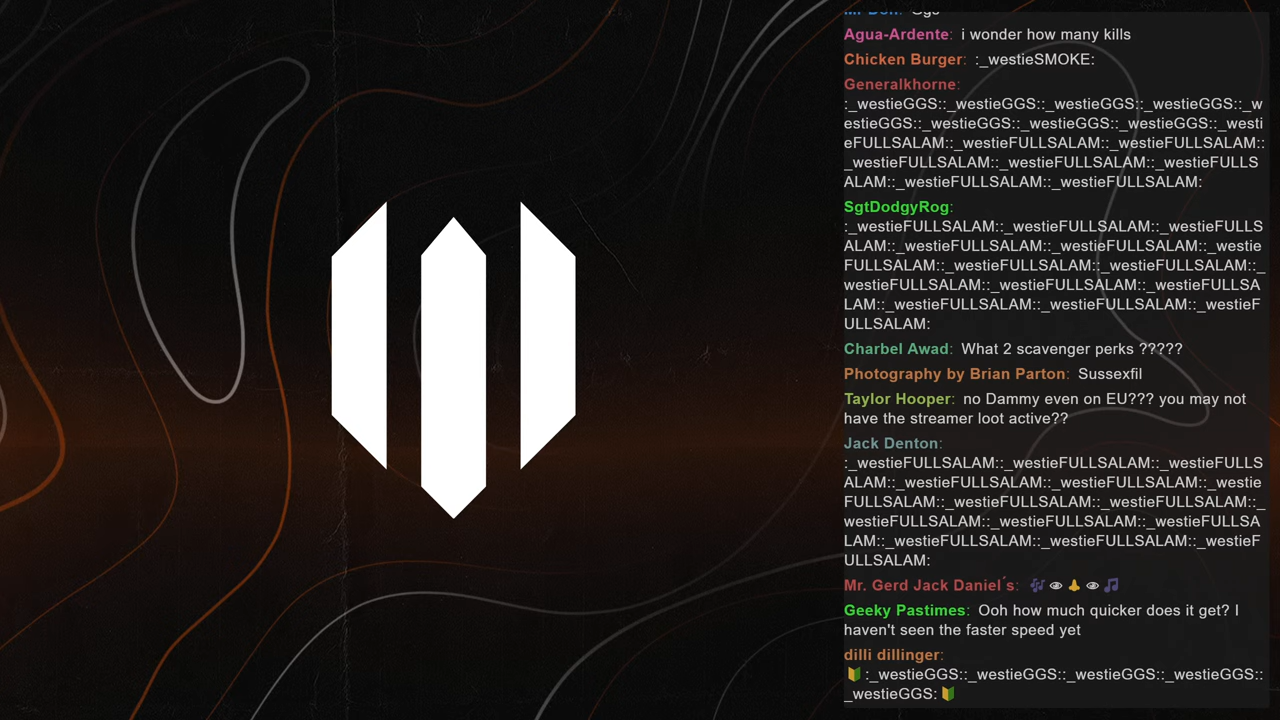 Agua-Ardente: i wonder how many kills
Chicken Burger: :_westieSMOKE:
Generalkhorne:
:_westieGGS::_westieGGS::_westieGGS::_westieGGS::_w
estieGGS::_westieGGS::_westieGGS::_westieGGS::_westi
eFULLSALAM::_westieFULLSALAM::_westieFULLSALAM::
_westieFULLSALAM::_westieFULLSALAM::_westieFULLS
ALAM::_westieFULLSALAM::_westieFULLSALAM:
SgtDodgyRog:
:_westieFULLSALAM::_westieFULLSALAM::_westieFULLS
ALAM::_westieFULLSALAM::_westieFULLSALAM::_westie
FULLSALAM::_westieFULLSALAM::_westieFULLSALAM::_
westieFULLSALAM::_westieFULLSALAM::_westieFULLSA
LAM::_westieFULLSALAM::_westieFULLSALAM::_westieF
ULLSALAM:
Charbel Awad: What 2 scavenger perks ?????
Photography by Brian Parton: Sussexfil
Taylor Hooper: no Dammy even on EU??? you may not
have the streamer loot active??
Jack Denton:
:_westieFULLSALAM::_westieFULLSALAM::_westieFULLS
ALAM::_westieFULLSALAM::_westieFULLSALAM::_westie
FULLSALAM::_westieFULLSALAM::_westieFULLSALAM::_
westieFULLSALAM::_westieFULLSALAM::_westieFULLSA
LAM::_westieFULLSALAM::_westieFULLSALAM::_westieF
ULLSALAM:
Mr. Gerd Jack Daniel´s: 🎶👁👃👁🎵
Geeky Pastimes: Ooh how much quicker does it get? I
haven't seen the faster speed yet
dilli dillinger:
🔰:_westieGGS::_westieGGS::_westieGGS::_westieGGS::
_westieGGS:🔰